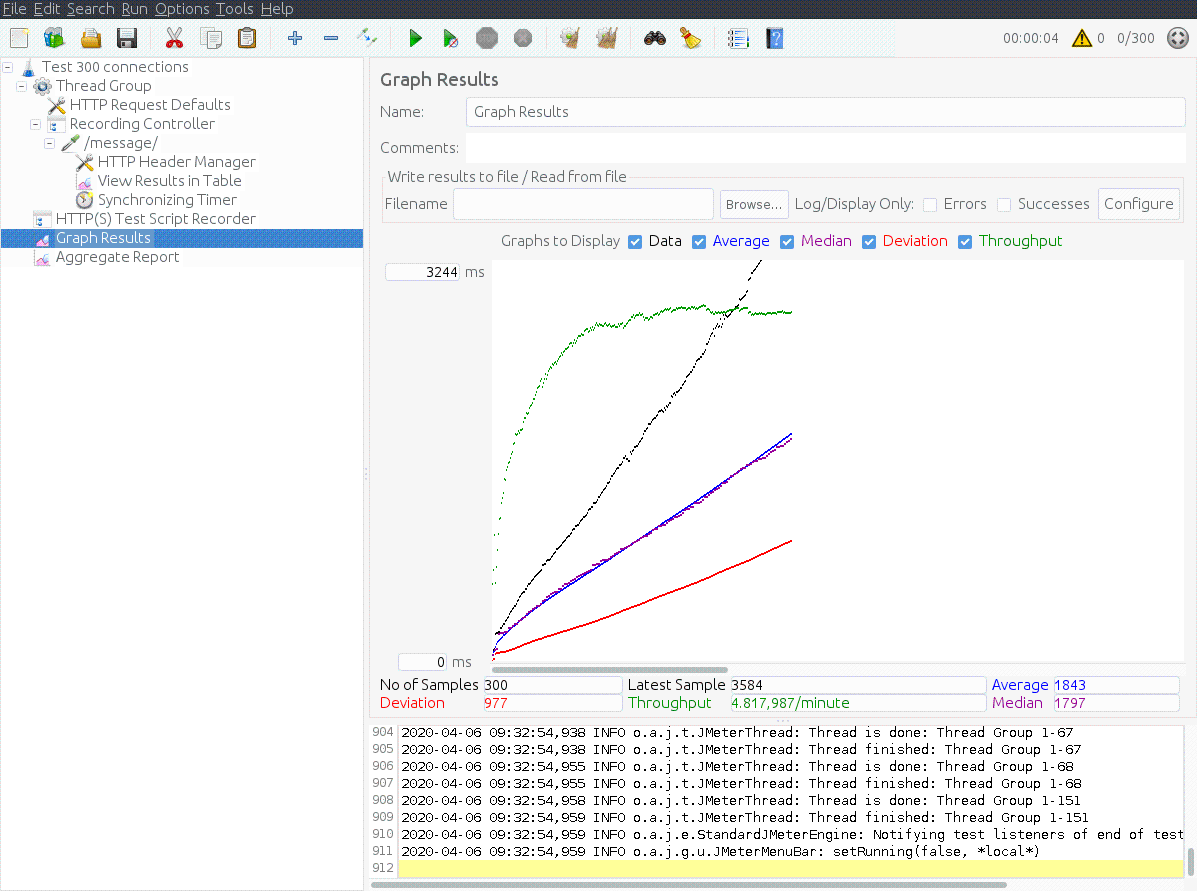 File Edit Search Run Options Tools Help
00:00:04 0 0/300
Test 300 connections
Thread Group
HTTP Request Defaults
Recording Controller
/message/
HTTP Header Manager
View Results in Table
Synchronizing Timer
HTTP(S) Test Script Recorder
Graph Results
Aggregate Report
Graph Results
Name: Graph Results
Comments:
Write results to file / Read from file
Filename Browse... Log/Display Only: Errors Successes Configure
Graphs to Display Data Average Median Deviation Throughput
3244 ms
0 ms
No of Samples 300 Latest Sample 3584 Average 1843
Deviation 977 Throughput 4.817,987/minute Median 1797
904 2020-04-06 09:32:54,938 INFO o.a.j.t.JMeterThread: Thread is done: Thread Group 1-67
905 2020-04-06 09:32:54,938 INFO o.a.j.t.JMeterThread: Thread finished: Thread Group 1-67
906 2020-04-06 09:32:54,955 INFO o.a.j.t.JMeterThread: Thread is done: Thread Group 1-68
907 2020-04-06 09:32:54,955 INFO o.a.j.t.JMeterThread: Thread finished: Thread Group 1-68
908 2020-04-06 09:32:54,958 INFO o.a.j.t.JMeterThread: Thread is done: Thread Group 1-151
909 2020-04-06 09:32:54,959 INFO o.a.j.t.JMeterThread: Thread finished: Thread Group 1-151
910 2020-04-06 09:32:54,959 INFO o.a.j.e.StandardJMeterEngine: Notifying test listeners of end of test
911 2020-04-06 09:32:54,959 INFO o.a.j.g.u.JMeterMenuBar: setRunning(false, *local*)
912